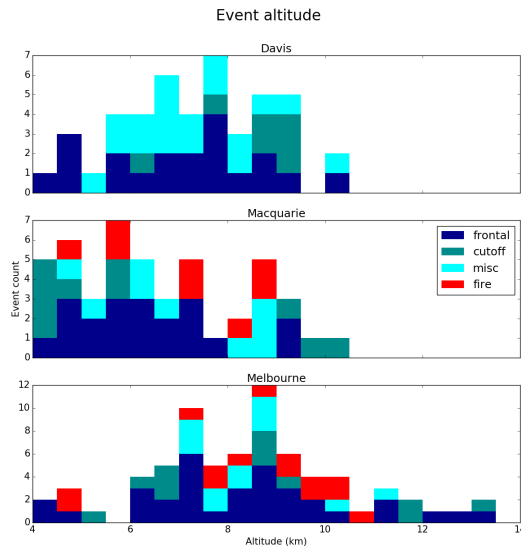 Event altitude
Davis
7
6
5
4
3
2
1
0
Macquarie
7
6
5
4
3
2
1
0
Event count
frontal
cutoff
misc
fire
Melbourne
12
10
8
6
4
2
0
4 6 8 10 12 14
Altitude (km)